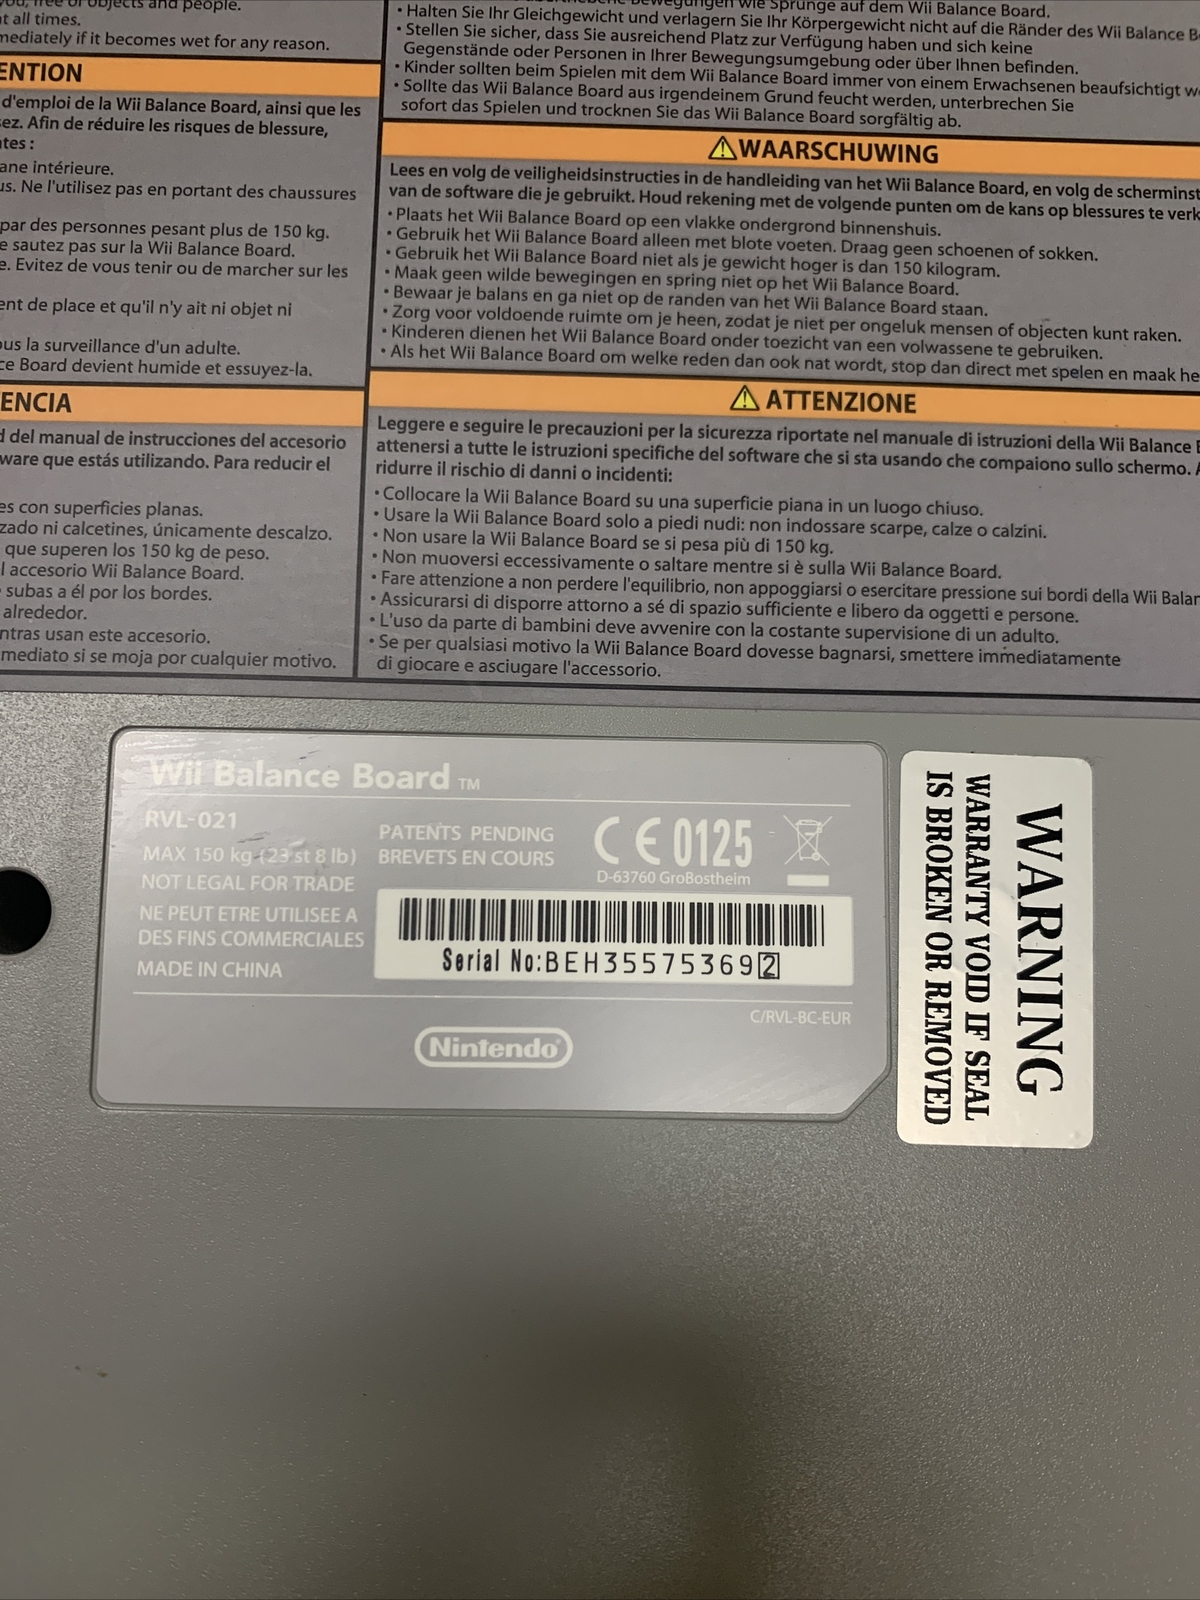 you, free of objects and people.
at all times.
mediately if it becomes wet for any reason.
ENTION
d'emploi de la Wii Balance Board, ainsi que les
ez. Afin de réduire les risques de blessure,
tes :
ane intérieure.
us. Ne l'utilisez pas en portant des chaussures
par des personnes pesant plus de 150 kg.
e sautez pas sur la Wii Balance Board.
e. Evitez de vous tenir ou de marcher sur les
ent de place et qu'il n'y ait ni objet ni
ous la surveillance d'un adulte.
ce Board devient humide et essuyez-la.
ENCIA
d del manual de instrucciones del accesorio
ware que estás utilizando. Para reducir el
es con superficies planas.
zado ni calcetines, únicamente descalzo.
que superen los 150 kg de peso.
l accesorio Wii Balance Board.
subas a él por los bordes.
alrededor.
ntras usan este accesorio.
mediato si se moja por cualquier motivo.
wegungen wie Sprünge auf dem Wii Balance Board.
• Halten Sie Ihr Gleichgewicht und verlagern Sie Ihr Körpergewicht nicht auf die Ränder des Wii Balance B
• Stellen Sie sicher, dass Sie ausreichend Platz zur Verfügung haben und sich keine
Gegenstände oder Personen in Ihrer Bewegungsumgebung oder über Ihnen befinden.
• Kinder sollten beim Spielen mit dem Wii Balance Board immer von einem Erwachsenen beaufsichtigt we
• Sollte das Wii Balance Board aus irgendeinem Grund feucht werden, unterbrechen Sie
sofort das Spielen und trocknen Sie das Wii Balance Board sorgfältig ab.
WAARSCHUWING
Lees en volg de veiligheidsinstructies in de handleiding van het Wii Balance Board, en volg de scherminst
van de software die je gebruikt. Houd rekening met de volgende punten om de kans op blessures te verk
• Plaats het Wii Balance Board op een vlakke ondergrond binnenshuis.
• Gebruik het Wii Balance Board alleen met blote voeten. Draag geen schoenen of sokken.
• Gebruik het Wii Balance Board niet als je gewicht hoger is dan 150 kilogram.
• Maak geen wilde bewegingen en spring niet op het Wii Balance Board.
• Bewaar je balans en ga niet op de randen van het Wii Balance Board staan.
• Zorg voor voldoende ruimte om je heen, zodat je niet per ongeluk mensen of objecten kunt raken.
• Kinderen dienen het Wii Balance Board onder toezicht van een volwassene te gebruiken.
• Als het Wii Balance Board om welke reden dan ook nat wordt, stop dan direct met spelen en maak he
ATTENZIONE
Leggere e seguire le precauzioni per la sicurezza riportate nel manuale di istruzioni della Wii Balance B
attenersi a tutte le istruzioni specifiche del software che si sta usando che compaiono sullo schermo. A
ridurre il rischio di danni o incidenti:
• Collocare la Wii Balance Board su una superficie piana in un luogo chiuso.
• Usare la Wii Balance Board solo a piedi nudi: non indossare scarpe, calze o calzini.
• Non usare la Wii Balance Board se si pesa più di 150 kg.
• Non muoversi eccessivamente o saltare mentre si è sulla Wii Balance Board.
• Fare attenzione a non perdere l'equilibrio, non appoggiarsi o esercitare pressione sui bordi della Wii Balan
• Assicurarsi di disporre attorno a sé di spazio sufficiente e libero da oggetti e persone.
• L'uso da parte di bambini deve avvenire con la costante supervisione di un adulto.
• Se per qualsiasi motivo la Wii Balance Board dovesse bagnarsi, smettere immediatamente
di giocare e asciugare l'accessorio.
Wii Balance Board TM
RVL-021
MAX 150 kg (23 st 8 lb)
NOT LEGAL FOR TRADE
NE PEUT ETRE UTILISEE A
DES FINS COMMERCIALES
MADE IN CHINA
PATENTS PENDING
BREVETS EN COURS
CE 0125
D-63760 GroBostheim
Serial No:BEH355753692
C/RVL-BC-EUR
Nintendo
WARNING
WARRANTY VOID IF SEAL
IS BROKEN OR REMOVED